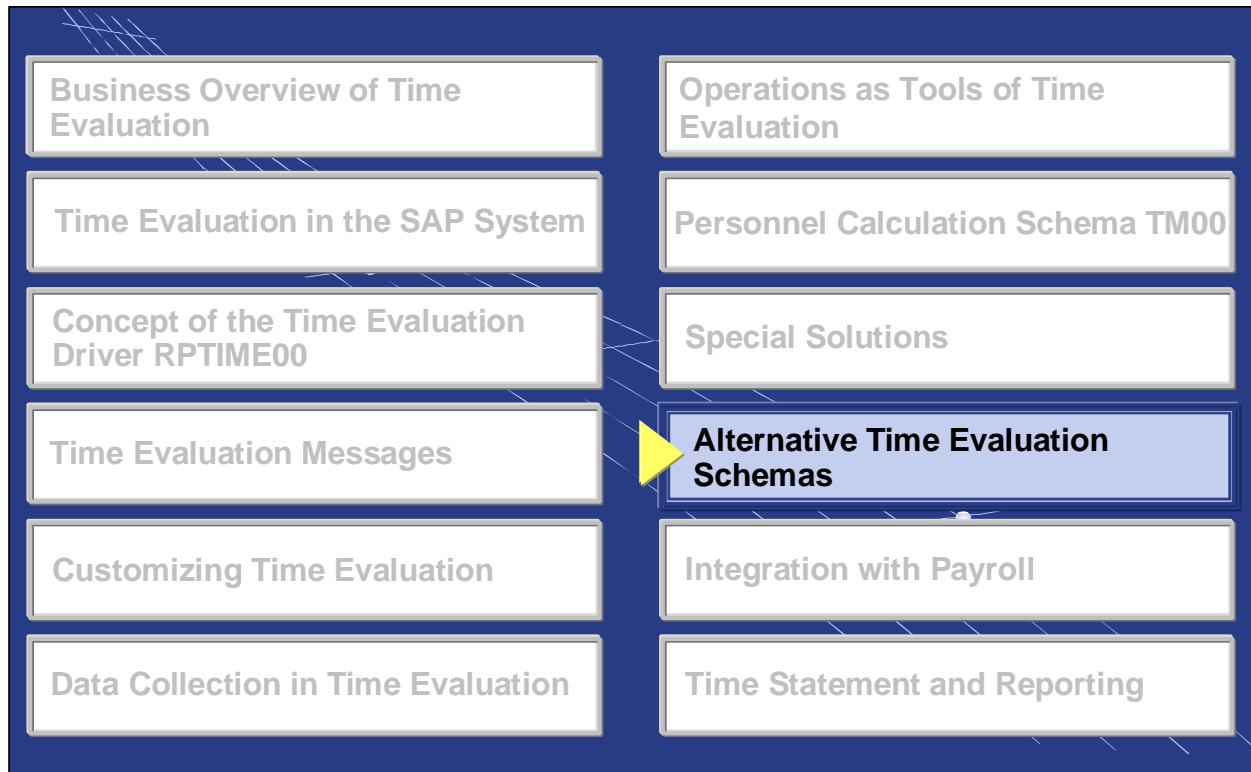 Business Overview of Time
Evaluation
Time Evaluation in the SAP System
Concept of the Time Evaluation
Driver RPTIME00
Time Evaluation Messages
Customizing Time Evaluation
Data Collection in Time Evaluation
Operations as Tools of Time
Evaluation
Personnel Calculation Schema TM00
Special Solutions
Alternative Time Evaluation
Schemas
Integration with Payroll
Time Statement and Reporting